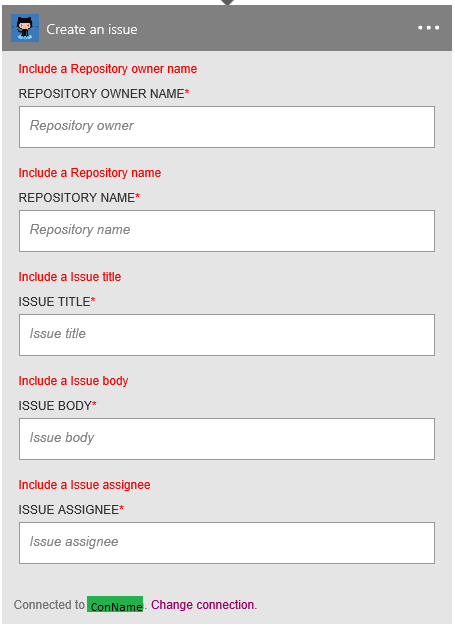 Create an issue
Include a Repository owner name
REPOSITORY OWNER NAME*
Repository owner
Include a Repository name
REPOSITORY NAME*
Repository name
Include a Issue title
ISSUE TITLE*
Issue title
Include a Issue body
ISSUE BODY*
Issue body
Include a Issue assignee
ISSUE ASSIGNEE*
Issue assignee
Connected to ConName. Change connection.